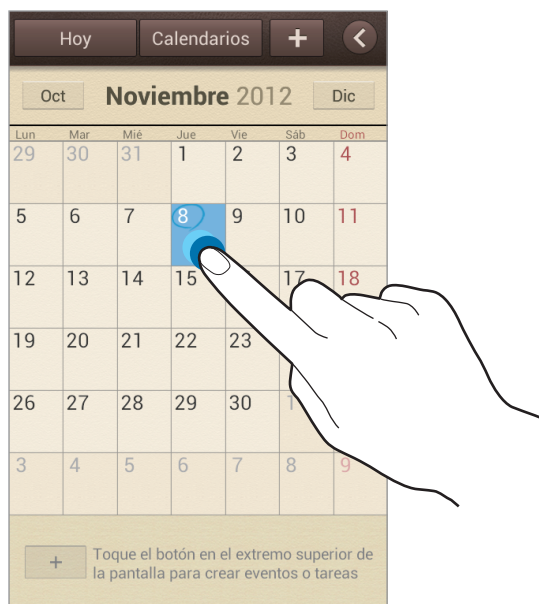 Hoy Calendarios +
Oct Noviembre 2012 Dic
Lun Mar Mié Jue Vie Sáb Dom
29 30 31 1 2 3 4
5 6 7 8 9 10 11
12 13 14 15 17 18
19 20 21 22 23
26 27 28 29 30 1
3 4 5 6 7 8 9
+ Toque el botón en el extremo superior de
la pantalla para crear eventos o tareas